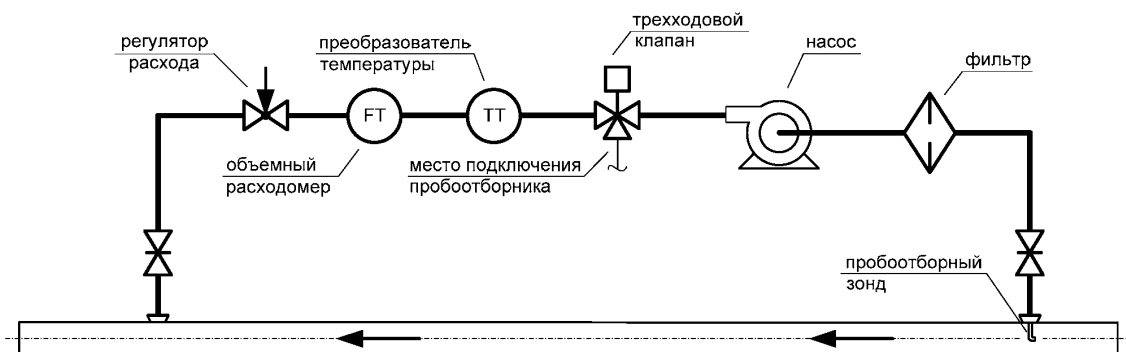 регулятор
расхода
преобразователь
температуры
трехходовой
клапан
насос
фильтр
FT
TT
объемный
расходомер
место подключения
пробоотборника
пробоотборный
зонд